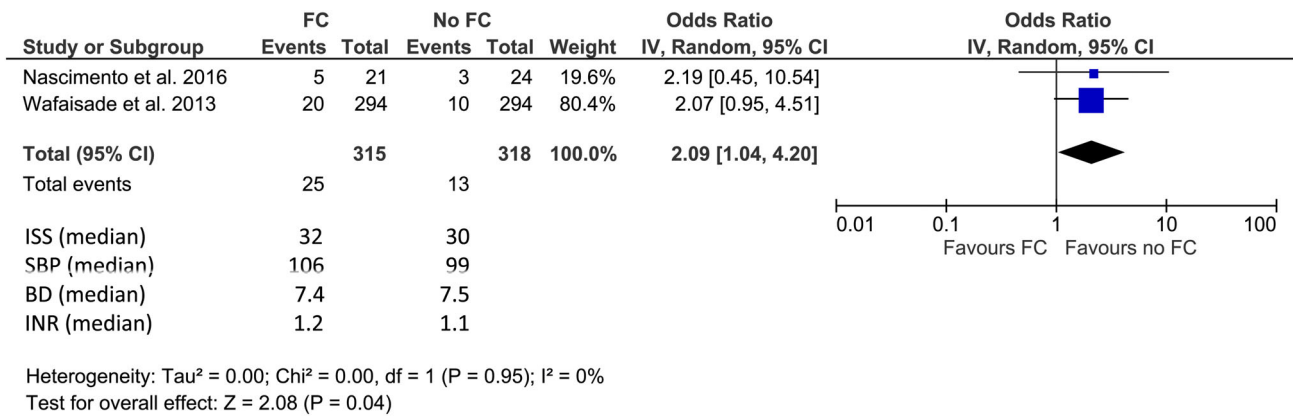 FC No FC Odds Ratio Odds Ratio
Study or Subgroup Events Total Events Total Weight IV, Random, 95% CI IV, Random, 95% CI
Nascimento et al. 2016 5 21 3 24 19.6% 2.19 [0.45, 10.54]
Wafaisade et al. 2013 20 294 10 294 80.4% 2.07 [0.95, 4.51]
Total (95% CI) 315 318 100.0% 2.09 [1.04, 4.20]
Total events 25 13
0.01 0.1 1 10 100
Favours FC Favours no FC
ISS (median) 32 30
SBP (median) 106 99
BD (median) 7.4 7.5
INR (median) 1.2 1.1
Heterogeneity: Tau² = 0.00; Chi² = 0.00, df = 1 (P = 0.95); I² = 0%
Test for overall effect: Z = 2.08 (P = 0.04)